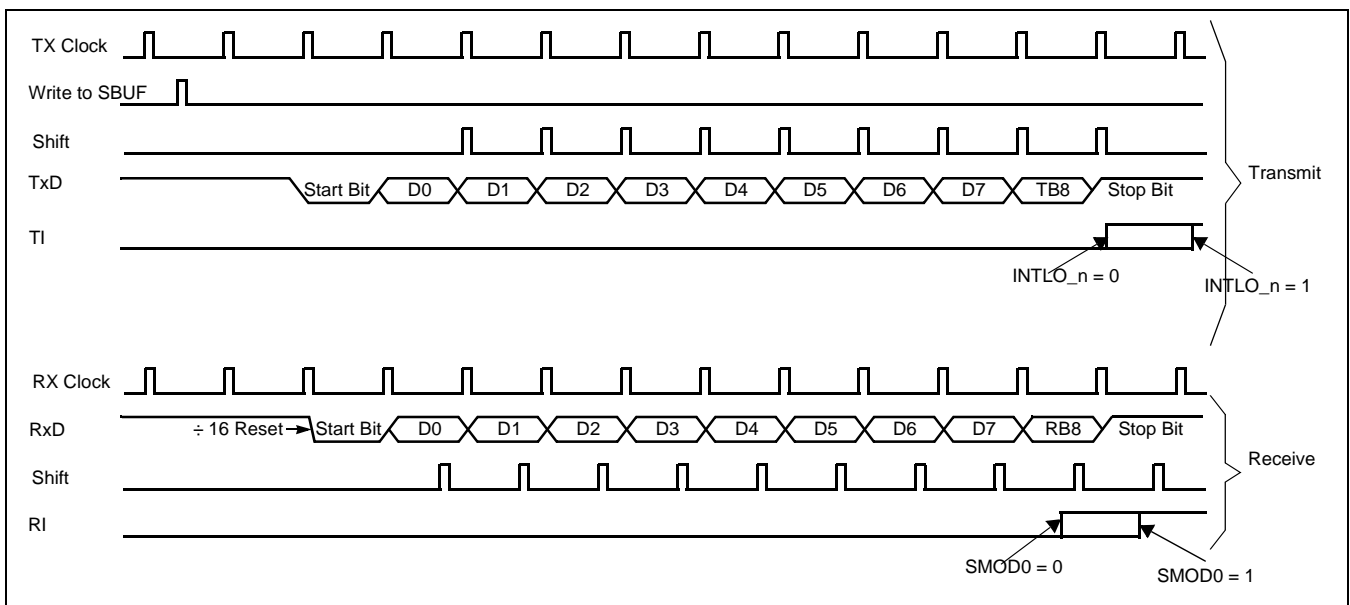 TX Clock
Write to SBUF
Shift
TxD
Start Bit D0 D1 D2 D3 D4 D5 D6 D7 TB8 Stop Bit
Transmit
TI
INTLO_n = 0
INTLO_n = 1
RX Clock
RxD
÷ 16 Reset Start Bit D0 D1 D2 D3 D4 D5 D6 D7 RB8 Stop Bit
Shift
Receive
RI
SMOD0 = 0
SMOD0 = 1